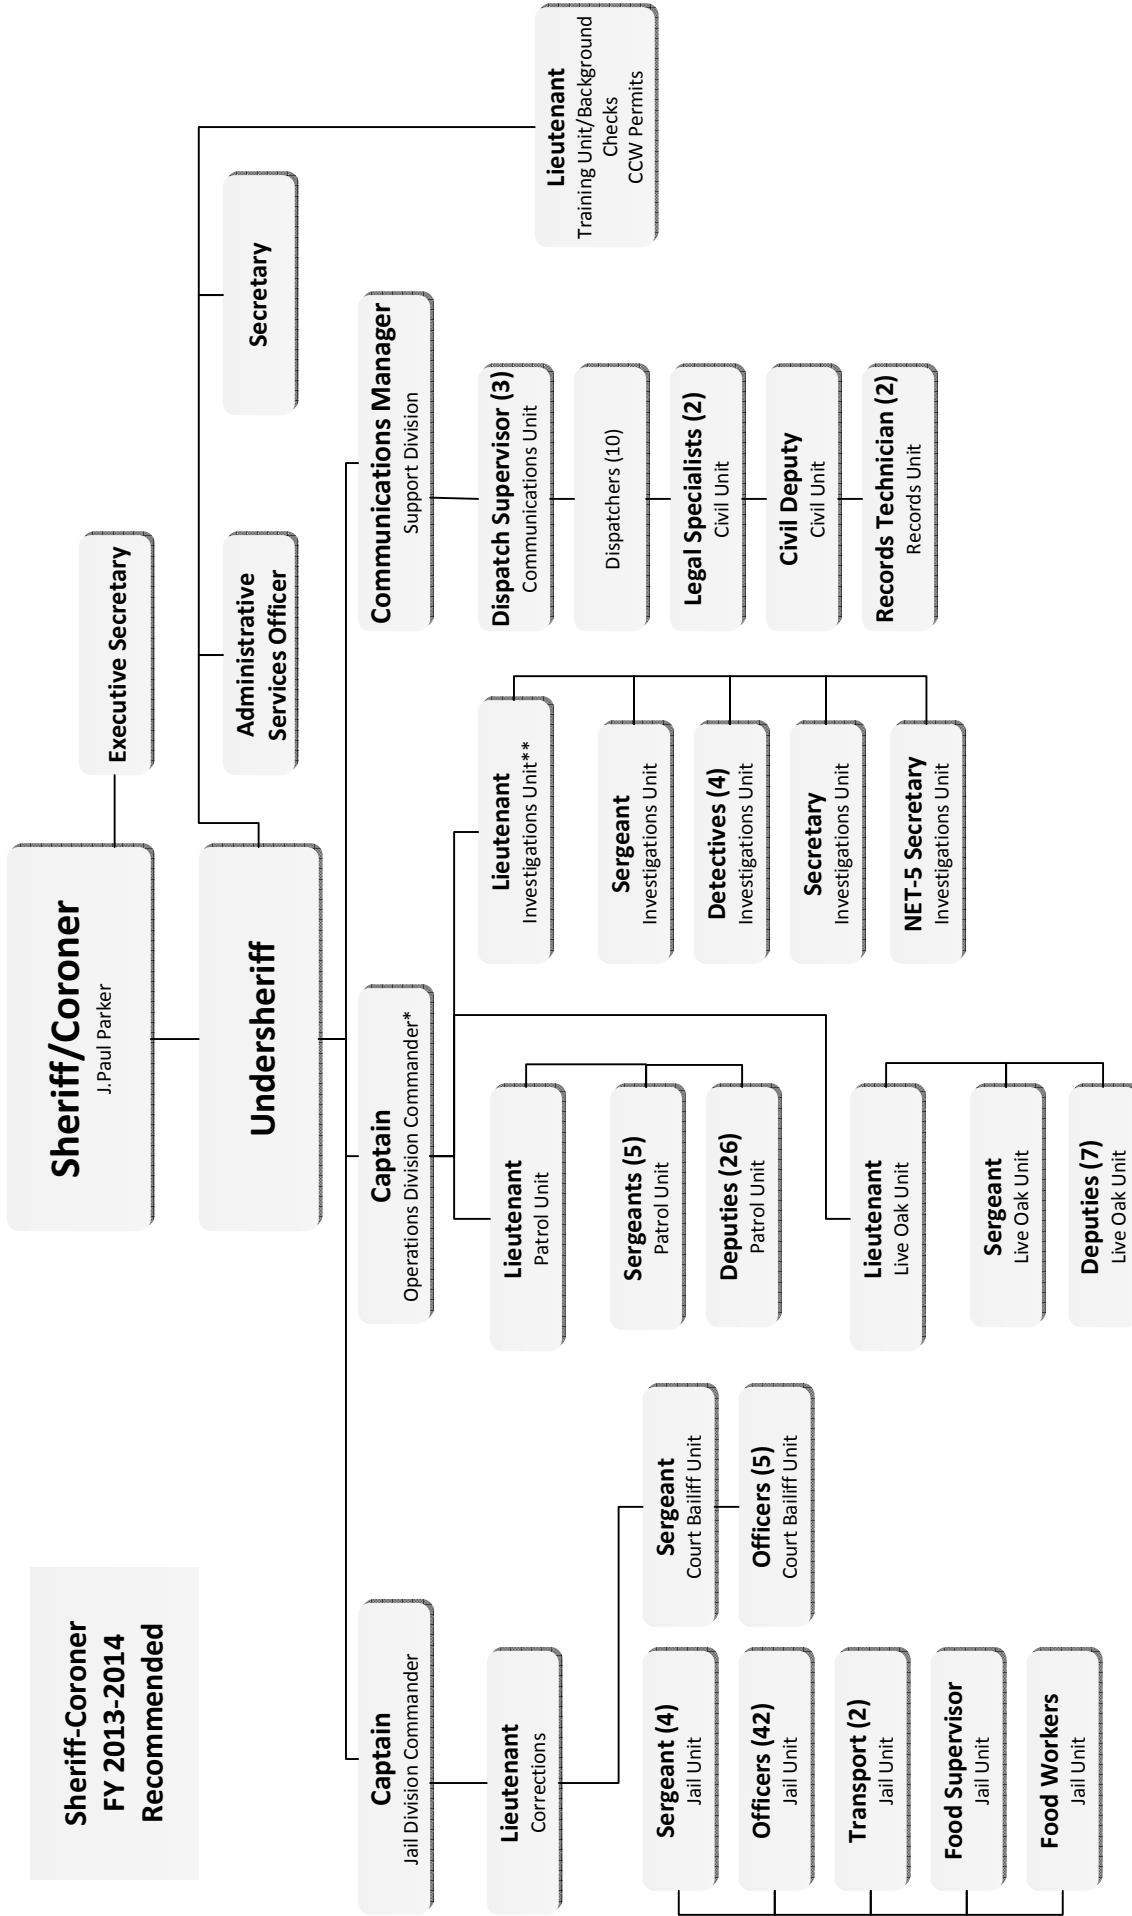 Sheriff-Coroner
FY 2013-2014
Recommended
Sheriff/Coroner
J.Paul Parker
Executive Secretary
Undersheriff
Administrative
Services Officer
Secretary
Lieutenant
Training Unit/Background
Checks
CCW Permits
Captain
Jail Division Commander
Lieutenant
Corrections
Sergeant (4)
Jail Unit
Officers (42)
Jail Unit
Transport (2)
Jail Unit
Food Supervisor
Jail Unit
Food Workers
Jail Unit
Sergeant
Court Bailiff Unit
Officers (5)
Court Bailiff Unit
Captain
Operations Division Commander*
Lieutenant
Patrol Unit
Sergeants (5)
Patrol Unit
Deputies (26)
Patrol Unit
Lieutenant
Live Oak Unit
Sergeant
Live Oak Unit
Deputies (7)
Live Oak Unit
Lieutenant
Investigations Unit**
Sergeant
Investigations Unit
Detectives (4)
Investigations Unit
Secretary
Investigations Unit
NET-5 Secretary
Investigations Unit
Communications Manager
Support Division
Dispatch Supervisor (3)
Communications Unit
Dispatchers (10)
Legal Specialists (2)
Civil Unit
Civil Deputy
Civil Unit
Records Technician (2)
Records Unit